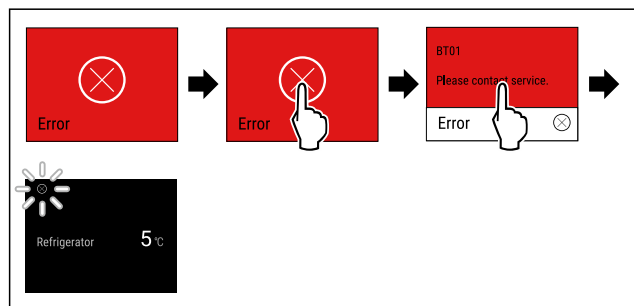 Error
Error
BT01
Please contact service.
Error
Refrigerator 5 °C